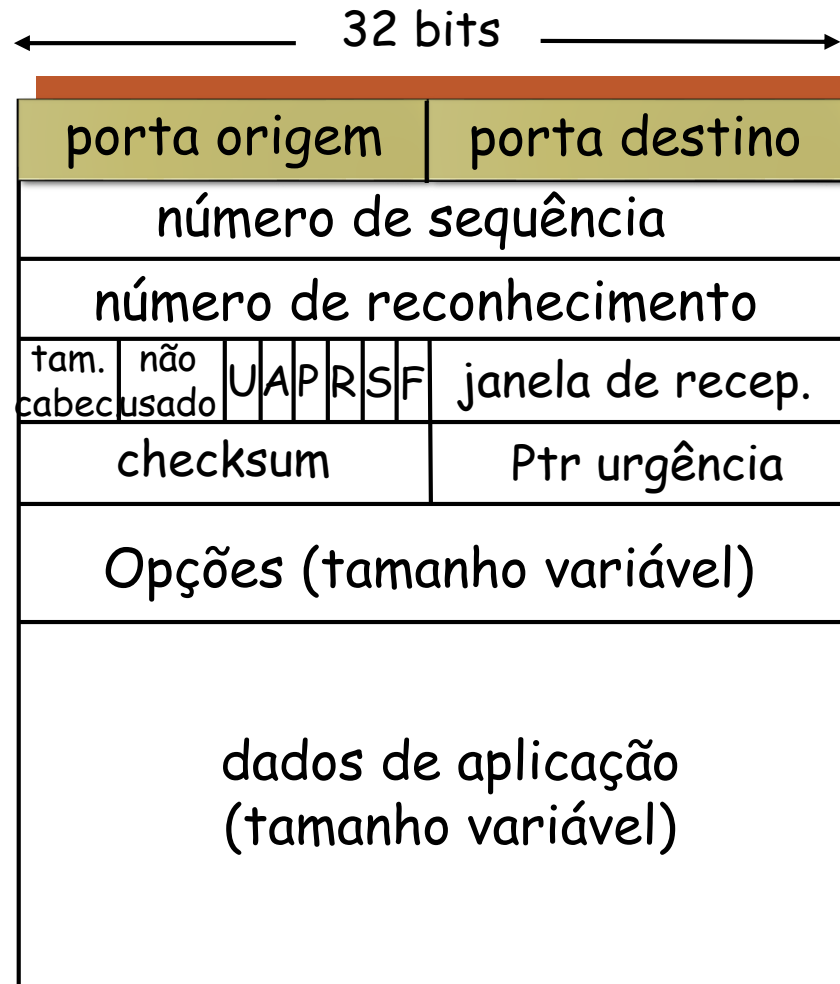 32 bits
porta origem porta destino
número de sequência
número de reconhecimento
tam. cabec. não usado U A P R S F janela de recep.
checksum Ptr urgência
Opções (tamanho variável)
dados de aplicação
(tamanho variável)